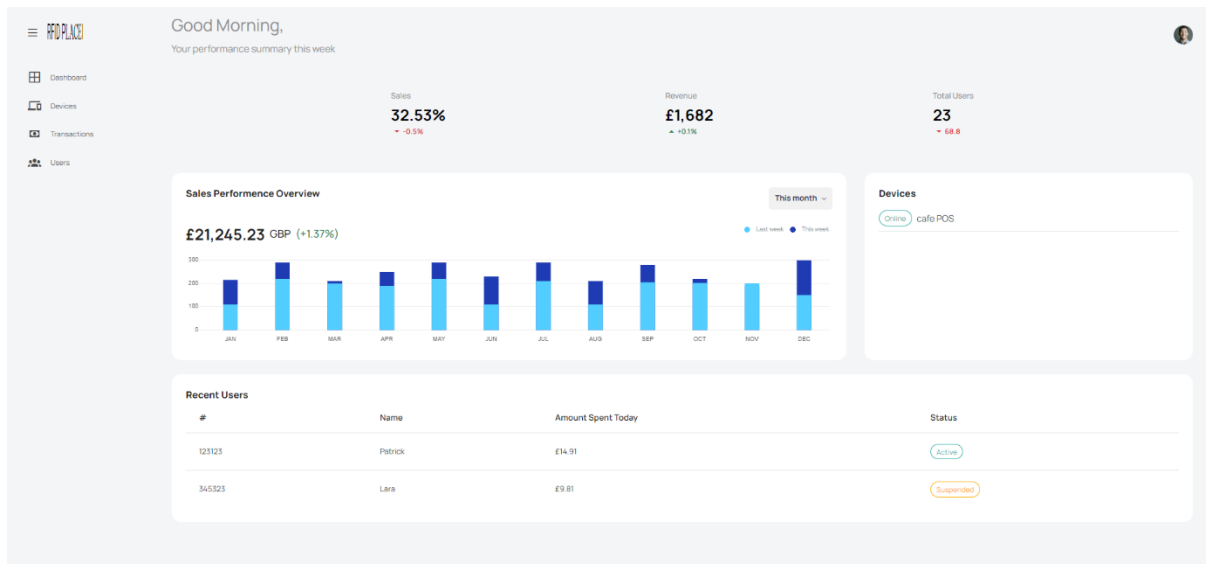 RFID PLACE!
Good Morning,
Your performance summary this week
Dashboard
Devices
Transactions
Users
Sales
32.53%
-0.5%
Revenue
£1,682
+0.1%
Total Users
23
68.8
Sales Performence Overview
This month
£21,245.23 GBP (+1.37%)
Last week This week
300
200
100
0
JAN FEB MAR APR MAY JUN JUL AUG SEP OCT NOV DEC
Devices
Online cafe POS
Recent Users
# Name Amount Spent Today Status
123123 Patrick £14.91 Active
345323 Lara £9.81 Suspended